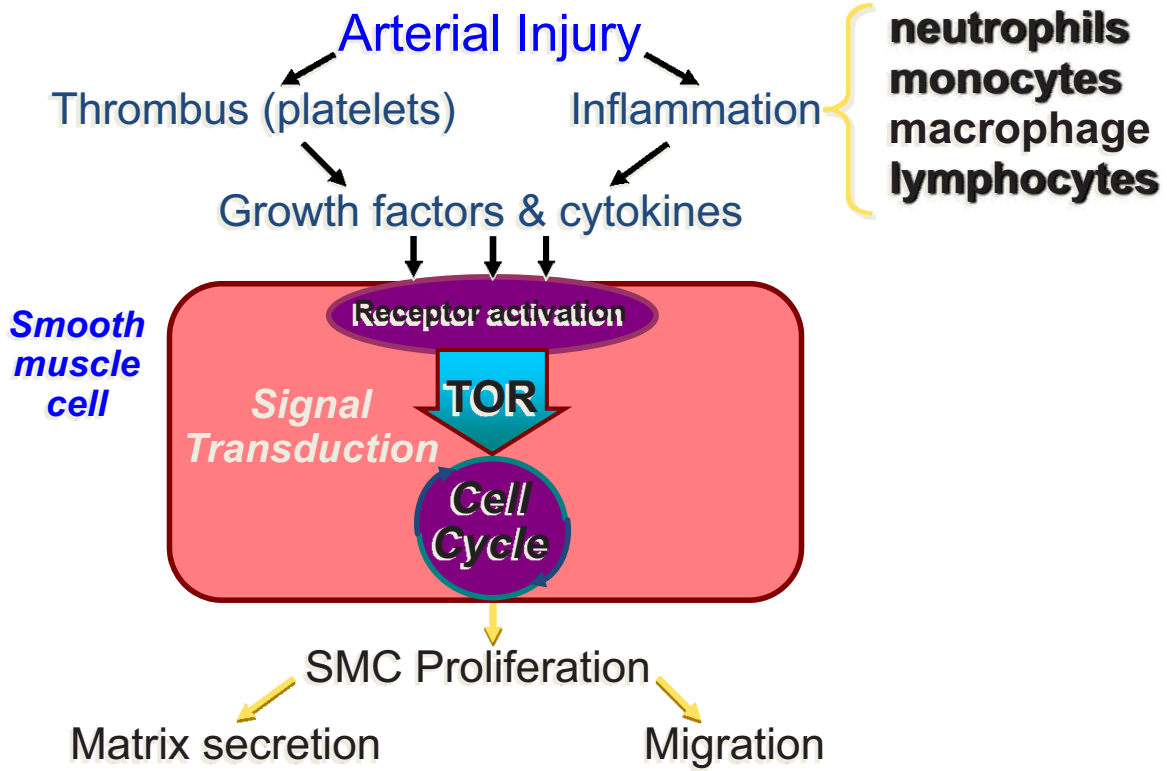 Arterial Injury
Thrombus (platelets)
Inflammation
neutrophils
monocytes
macrophage
lymphocytes
Growth factors & cytokines
Receptor activation
Smooth
muscle
cell
TOR
Signal
Transduction
Cell
Cycle
SMC Proliferation
Matrix secretion
Migration